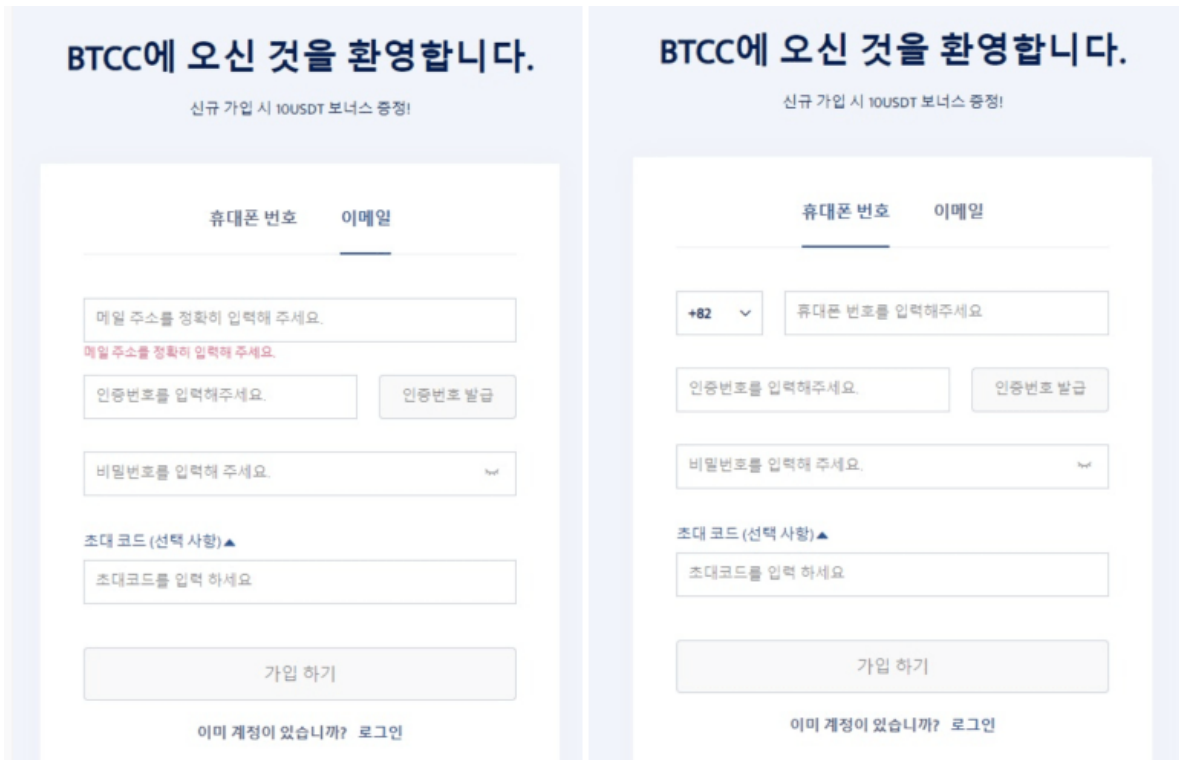 BTCC에 오신 것을 환영합니다.
신규 가입 시 10USDT 보너스 증정!
휴대폰 번호 이메일
메일 주소를 정확히 입력해 주세요.
메일 주소를 정확히 입력해 주세요.
인증번호를 입력해주세요. 인증번호 발급
비밀번호를 입력해 주세요.
초대 코드 (선택 사항)▲
초대코드를 입력 하세요
가입 하기
이미 계정이 있습니까? 로그인
BTCC에 오신 것을 환영합니다.
신규 가입 시 10USDT 보너스 증정!
휴대폰 번호 이메일
+82 휴대폰 번호를 입력해주세요
인증번호를 입력해주세요. 인증번호 발급
비밀번호를 입력해 주세요.
초대 코드 (선택 사항)▲
초대코드를 입력 하세요
가입 하기
이미 계정이 있습니까? 로그인